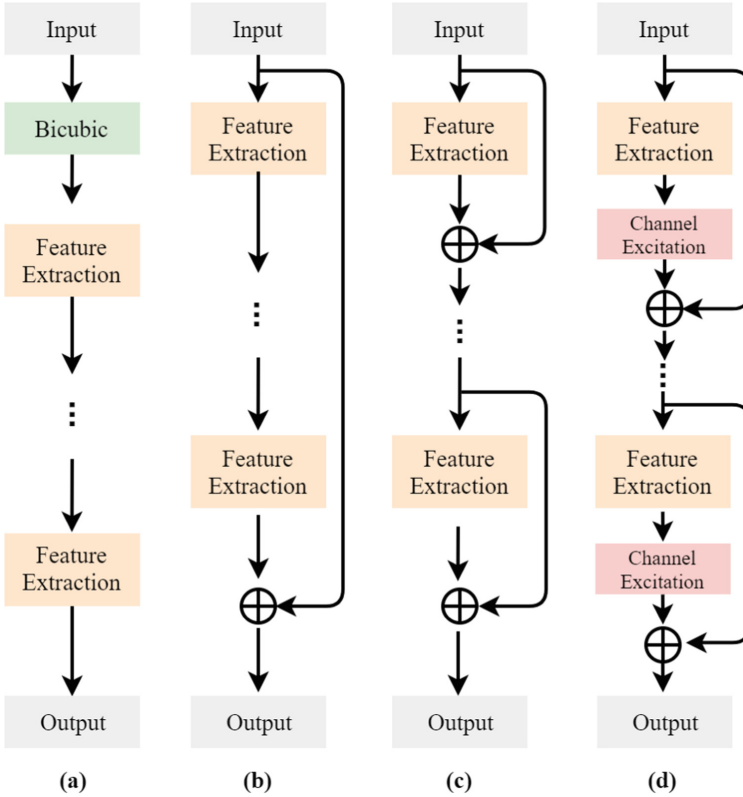 Input
Bicubic
Feature
Extraction
...
Feature
Extraction
Output
(a)
Input
Feature
Extraction
...
Feature
Extraction
Output
(b)
Input
Feature
Extraction
...
Feature
Extraction
Output
(c)
Input
Feature
Extraction
Channel
Excitation
...
Feature
Extraction
Channel
Excitation
Output
(d)